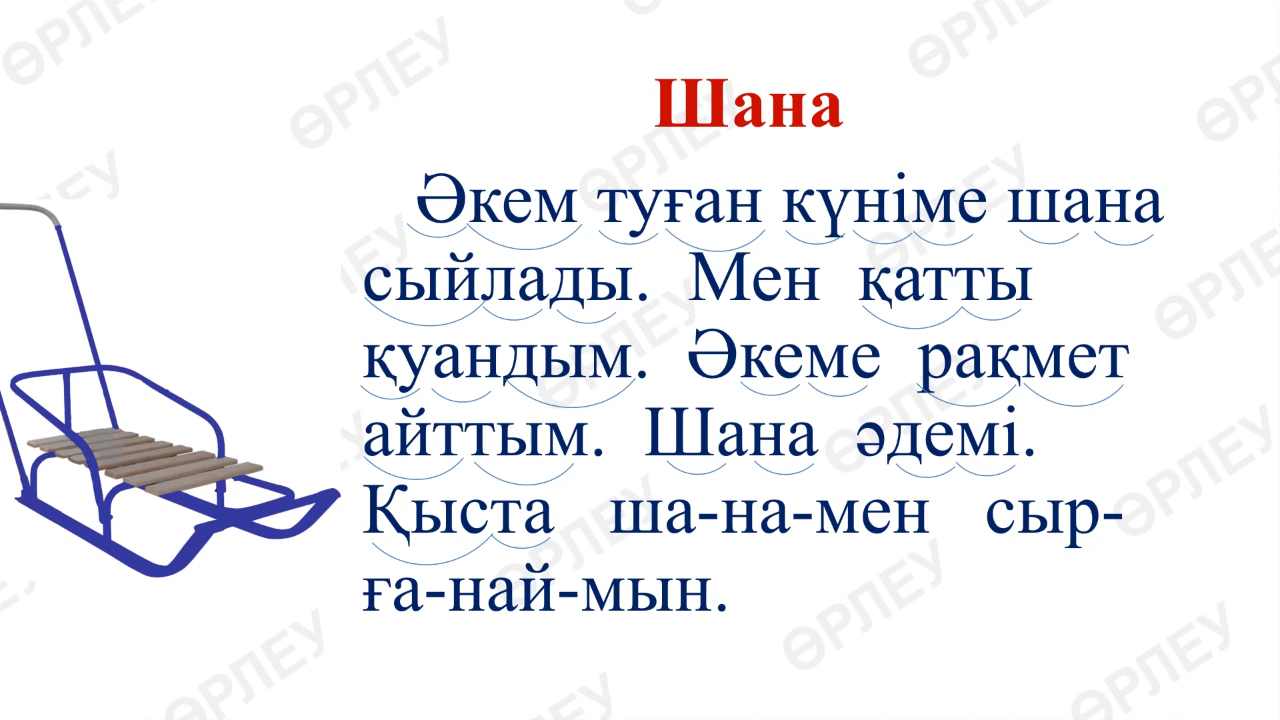 Шана
Әкем туған күніме шана
сыйлады. Мен қатты
қуандым. Әкеме рақмет
айттым. Шана әдемі.
Қыста ша-на-мен сыр-
ға-най-мын.
ӨРЛЕУ